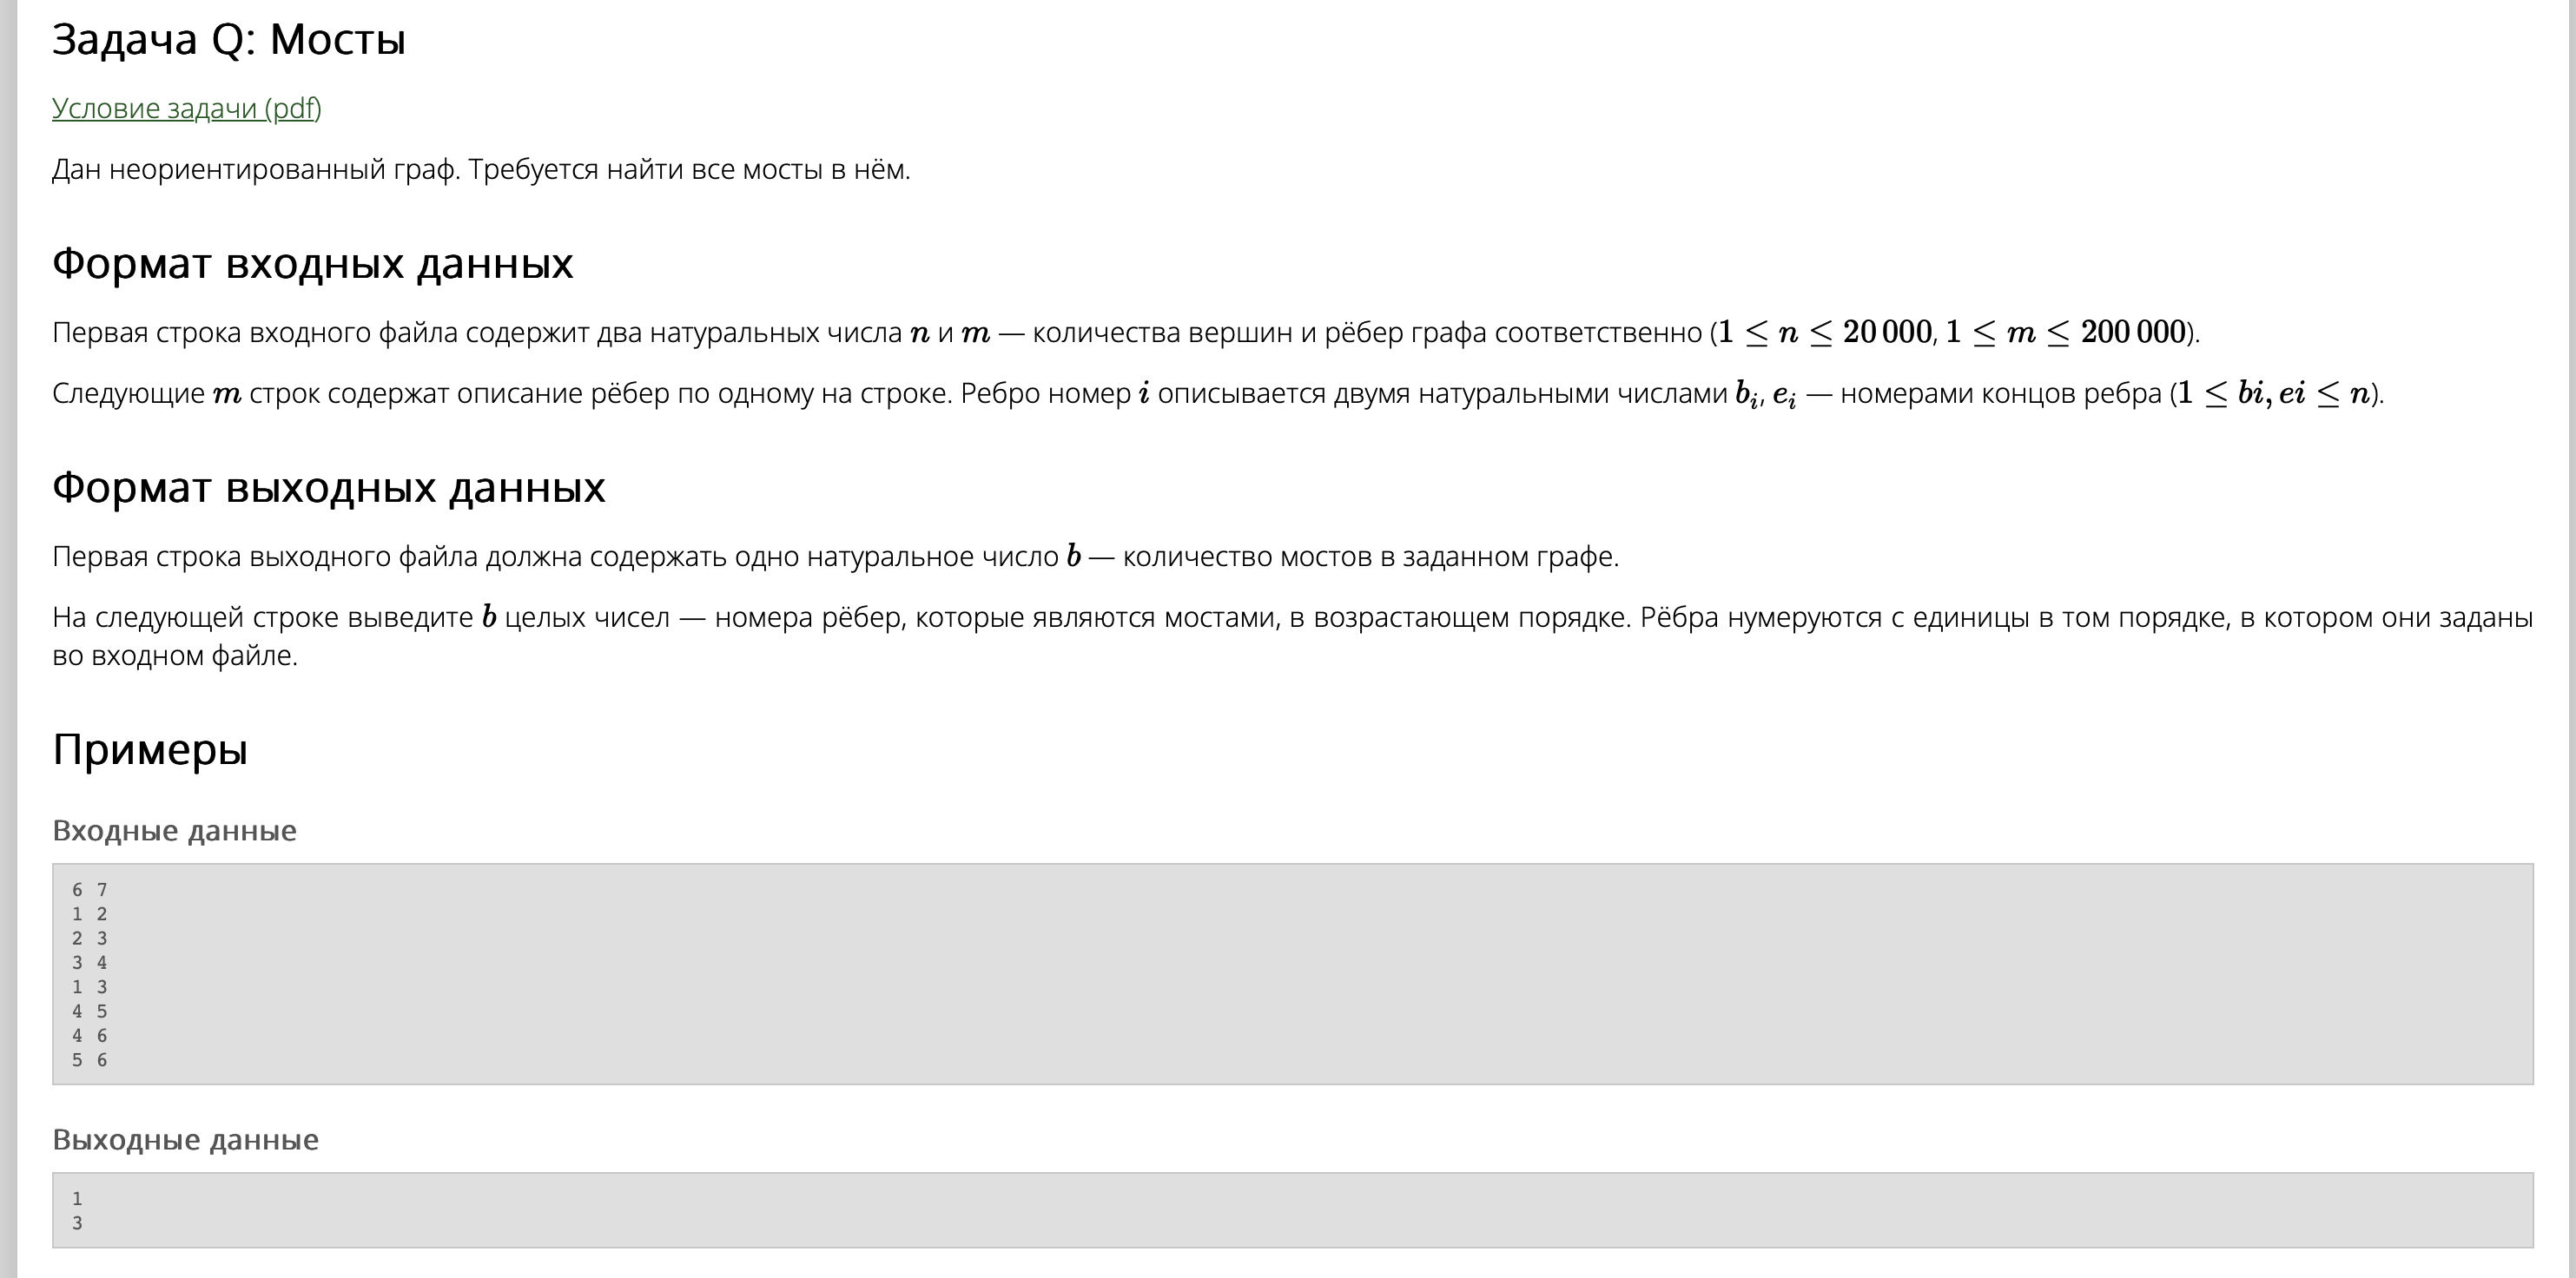 Задача Q: Мосты
Условие задачи (pdf)
Дан неориентированный граф. Требуется найти все мосты в нём.
Формат входных данных
Первая строка входного файла содержит два натуральных числа n и m — количества вершин и рёбер графа соответственно (1 ≤ n ≤ 20 000, 1 ≤ m ≤ 200 000).
Следующие m строк содержат описание рёбер по одному на строке. Ребро номер i описывается двумя натуральными числами b_i, e_i — номерами концов ребра (1 ≤ bi, ei ≤ n).
Формат выходных данных
Первая строка выходного файла должна содержать одно натуральное число b — количество мостов в заданном графе.
На следующей строке выведите b целых чисел — номера рёбер, которые являются мостами, в возрастающем порядке. Рёбра нумеруются с единицы в том порядке, в котором они заданы
во входном файле.
Примеры
Входные данные
6 7
1 2
2 3
3 4
1 3
4 5
4 6
5 6
Выходные данные
1
3